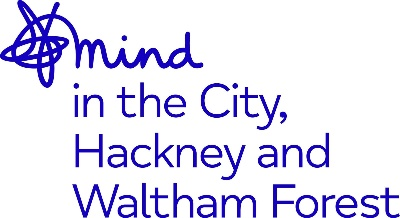 mind
in the City,
Hackney and
Waltham Forest